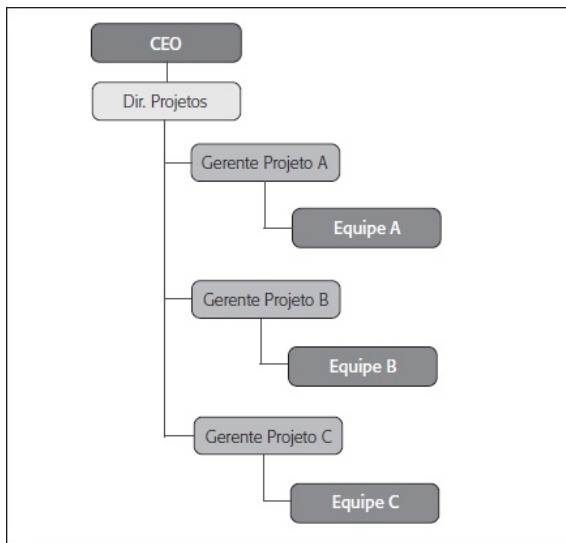 CEO
Dir. Projetos
Gerente Projeto A
Equipe A
Gerente Projeto B
Equipe B
Gerente Projeto C
Equipe C